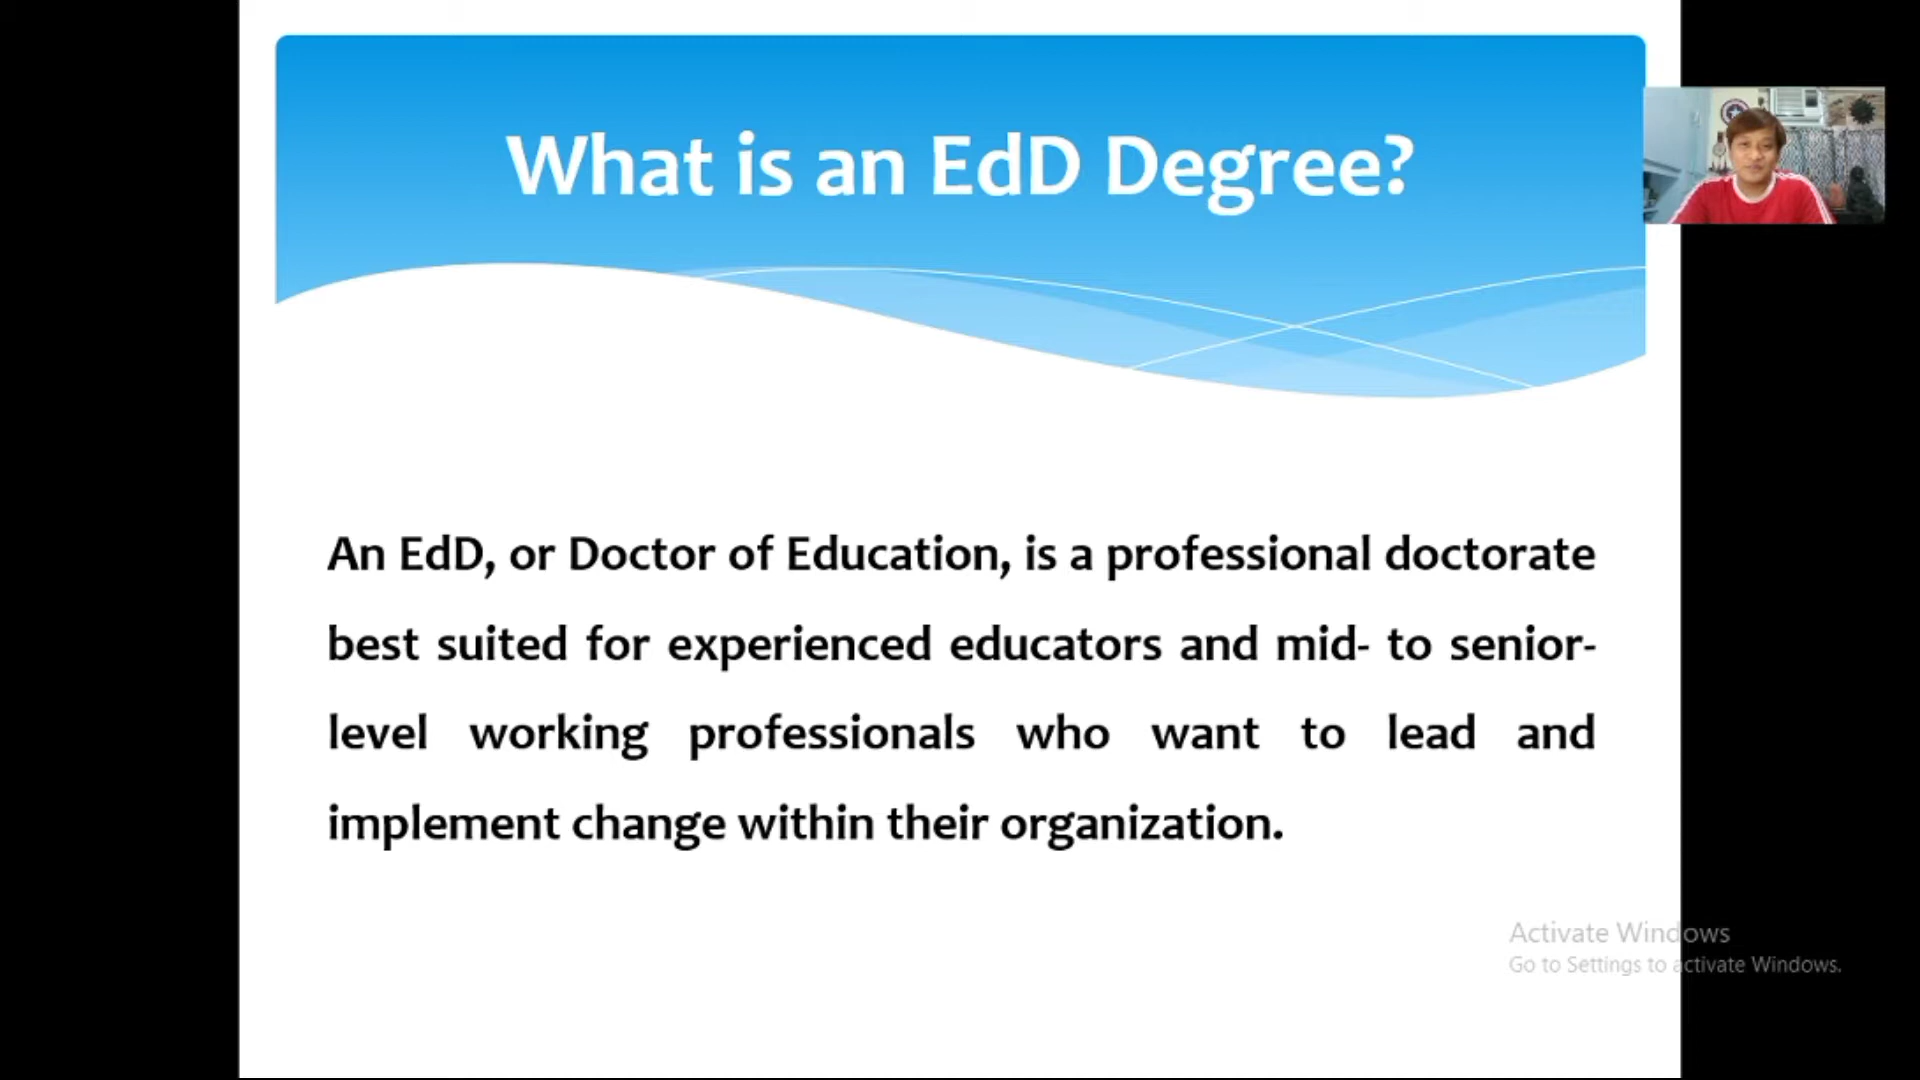 What is an EdD Degree?
An EdD, or Doctor of Education, is a professional doctorate
best suited for experienced educators and mid- to senior-
level working professionals who want to lead and
implement change within their organization.
Activate Windows
Go to Settings to activate Windows.